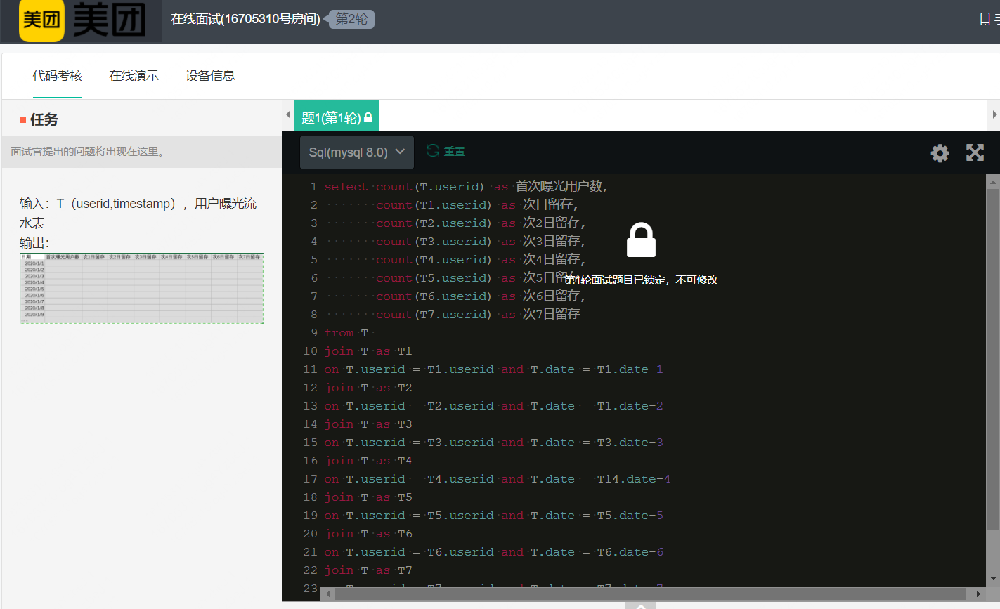 美团 美团 在线面试(16705310号房间) 第2轮
代码考核 在线演示 设备信息
任务
面试官提出的问题将出现在这里。
输入：T（userid,timestamp），用户曝光流
水表
输出：
日期 首次曝光用户数 次1日留存 次2日留存 次3日留存 次4日留存 次5日留存 次6日留存 次7日留存
2020/1/1
2020/1/2
2020/1/3
2020/1/4
2020/1/5
2020/1/6
2020/1/7
2020/1/8
2020/1/9
题1(第1轮)
Sql(mysql 8.0) 重置
1 select count(T.userid) as 首次曝光用户数,
2 count(T1.userid) as 次日留存,
3 count(T2.userid) as 次2日留存,
4 count(T3.userid) as 次3日留存,
5 count(T4.userid) as 次4日留存,
6 count(T5.userid) as 次5日留存,
第1轮面试题目已锁定，不可修改
7 count(T6.userid) as 次6日留存,
8 count(T7.userid) as 次7日留存
9 from T
10 join T as T1
11 on T.userid = T1.userid and T.date = T1.date-1
12 join T as T2
13 on T.userid = T2.userid and T.date = T1.date-2
14 join T as T3
15 on T.userid = T3.userid and T.date = T3.date-3
16 join T as T4
17 on T.userid = T4.userid and T.date = T14.date-4
18 join T as T5
19 on T.userid = T5.userid and T.date = T5.date-5
20 join T as T6
21 on T.userid = T6.userid and T.date = T6.date-6
22 join T as T7
23